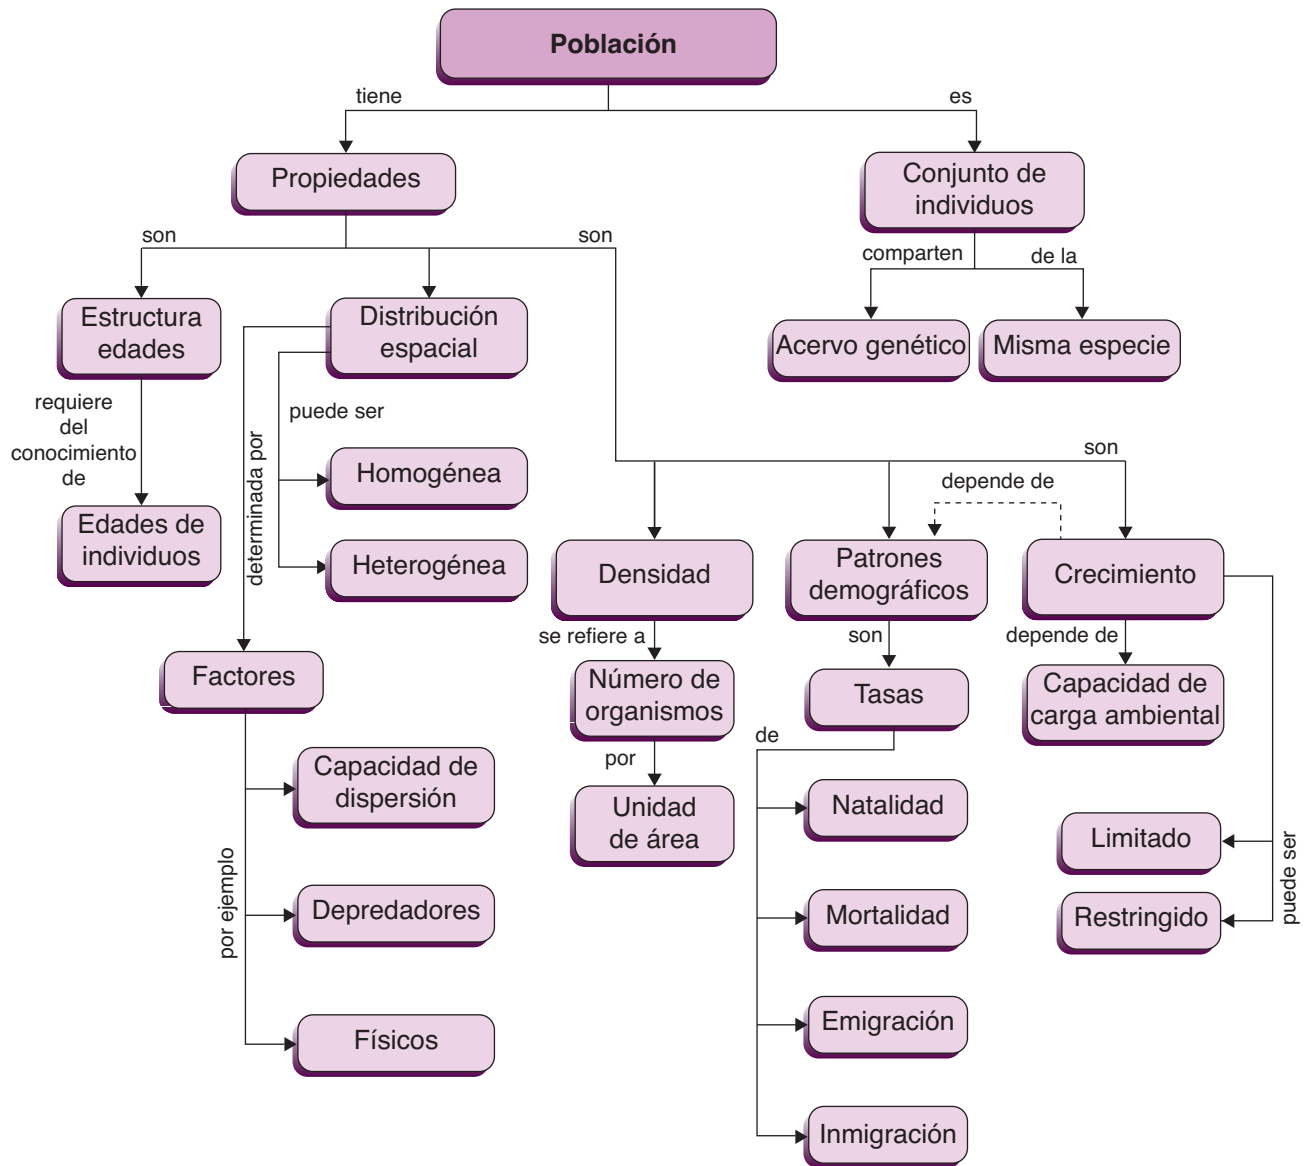 Población
tiene
es
Propiedades
Conjunto de
individuos
son
son
comparten
de la
Estructura
edades
Distribución
espacial
Acervo genético
Misma especie
requiere
del
conocimiento
de
puede ser
determinada por
Homogénea
Heterogénea
Edades de
individuos
son
depende de
Densidad
Patrones
demográficos
Crecimiento
se refiere a
son
depende de
Factores
Número de
organismos
Tasas
Capacidad de
carga ambiental
por
de
Capacidad de
dispersión
Unidad
de área
Natalidad
Limitado
puede ser
por ejemplo
Depredadores
Mortalidad
Restringido
Físicos
Emigración
Inmigración